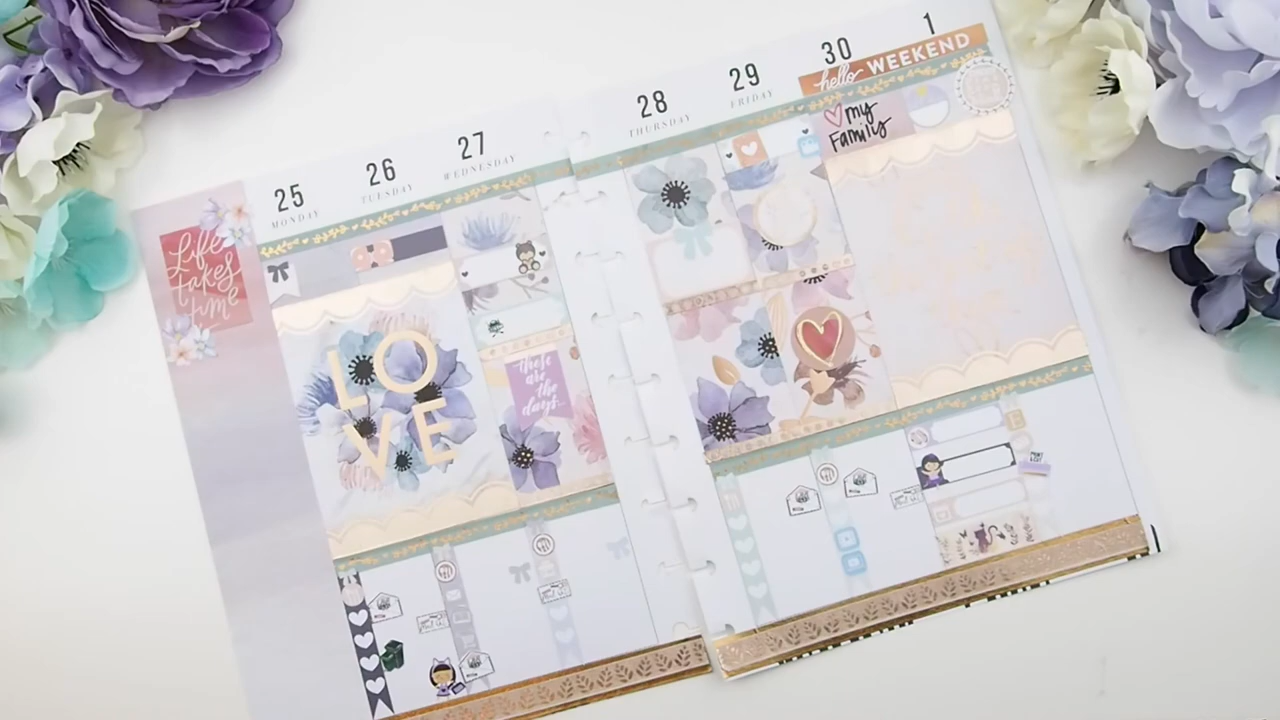 25
MONDAY
26
TUESDAY
27
WEDNESDAY
28
THURSDAY
29
FRIDAY
30
1
hello WEEKEND
my
Family
Life
takes
time
LO
VE
these
are
the
days...